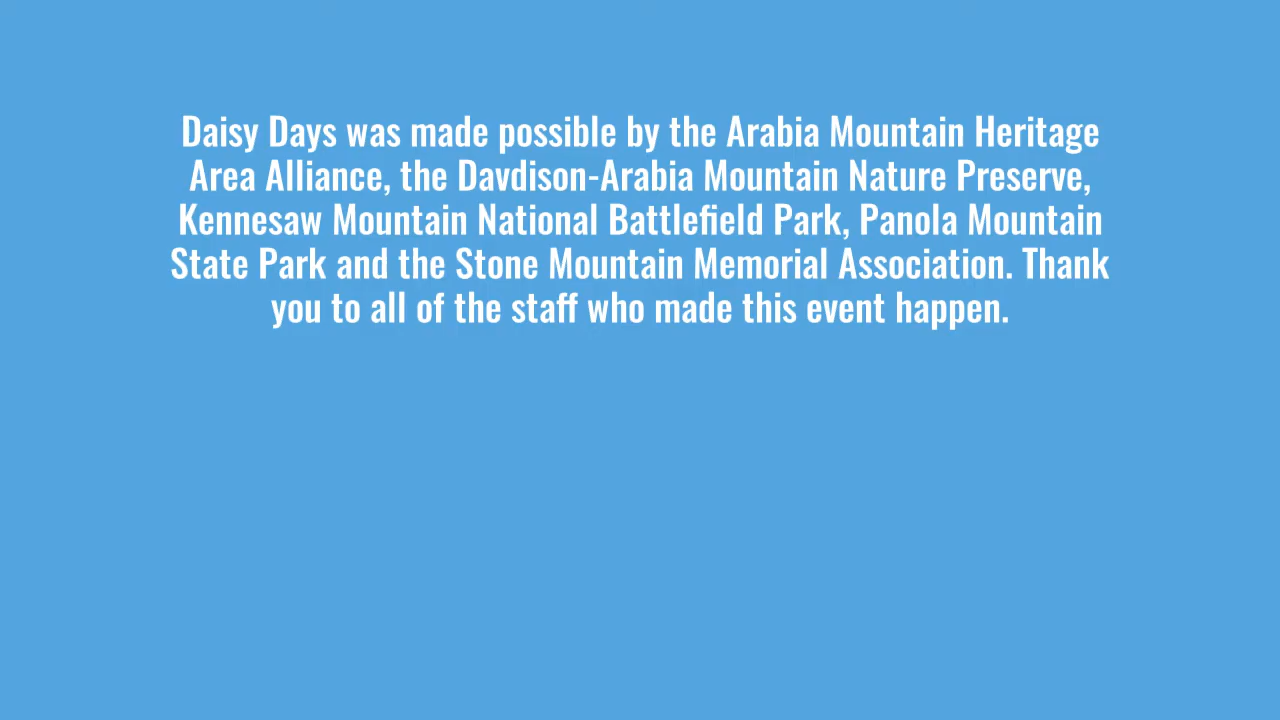 Daisy Days was made possible by the Arabia Mountain Heritage
Area Alliance, the Davdison-Arabia Mountain Nature Preserve,
Kennesaw Mountain National Battlefield Park, Panola Mountain
State Park and the Stone Mountain Memorial Association. Thank
you to all of the staff who made this event happen.